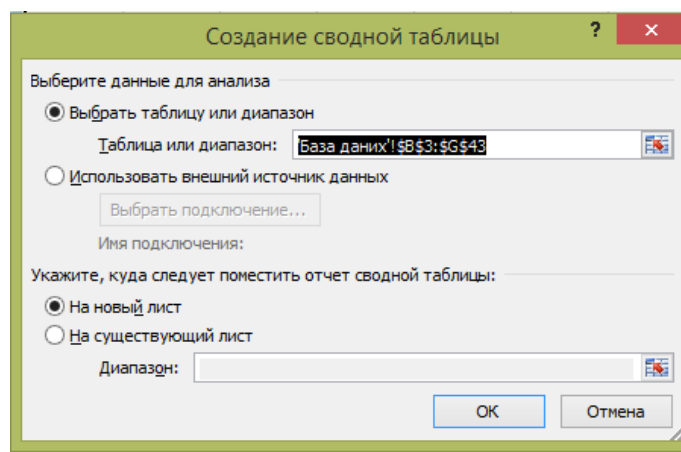 Создание сводной таблицы ? ×
Выберите данные для анализа
Выбрать таблицу или диапазон
Таблица или диапазон: 'База даних'!$B$3:$G$43
Использовать внешний источник данных
Выбрать подключение...
Имя подключения:
Укажите, куда следует поместить отчет сводной таблицы:
На новый лист
На существующий лист
Диапазон:
ОК Отмена